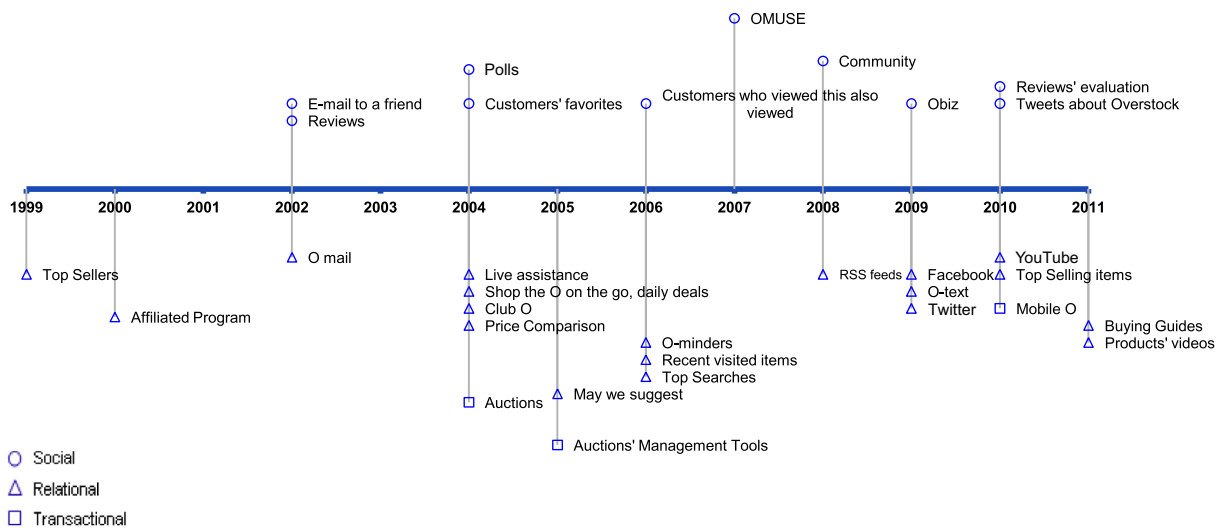 OMUSE
Community
Polls
Reviews' evaluation
E-mail to a friend
Customers' favorites
Customers who viewed this also
viewed
Obiz
Tweets about Overstock
Reviews
1999 2000 2001 2002 2003 2004 2005 2006 2007 2008 2009 2010 2011
O mail
YouTube
Top Sellers
Live assistance
RSS feeds
Facebook
Top Selling items
Shop the O on the go, daily deals
O-text
Affiliated Program
Club O
Twitter
Mobile O
Price Comparison
Buying Guides
O-minders
Products' videos
Recent visited items
Top Searches
May we suggest
Auctions
Auctions' Management Tools
Social
Relational
Transactional